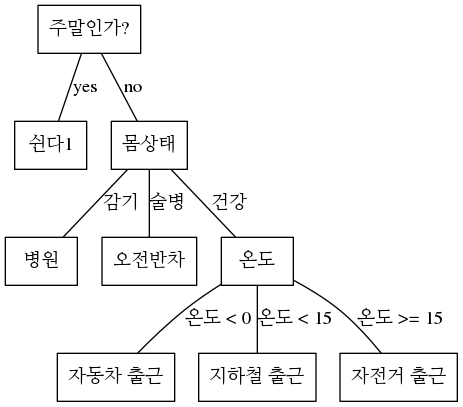 주말인가?
yes
no
쉰다1
몸상태
감기
술병
건강
병원
오전반차
온도
온도 < 0
온도 < 15
온도 >= 15
자동차 출근
지하철 출근
자전거 출근